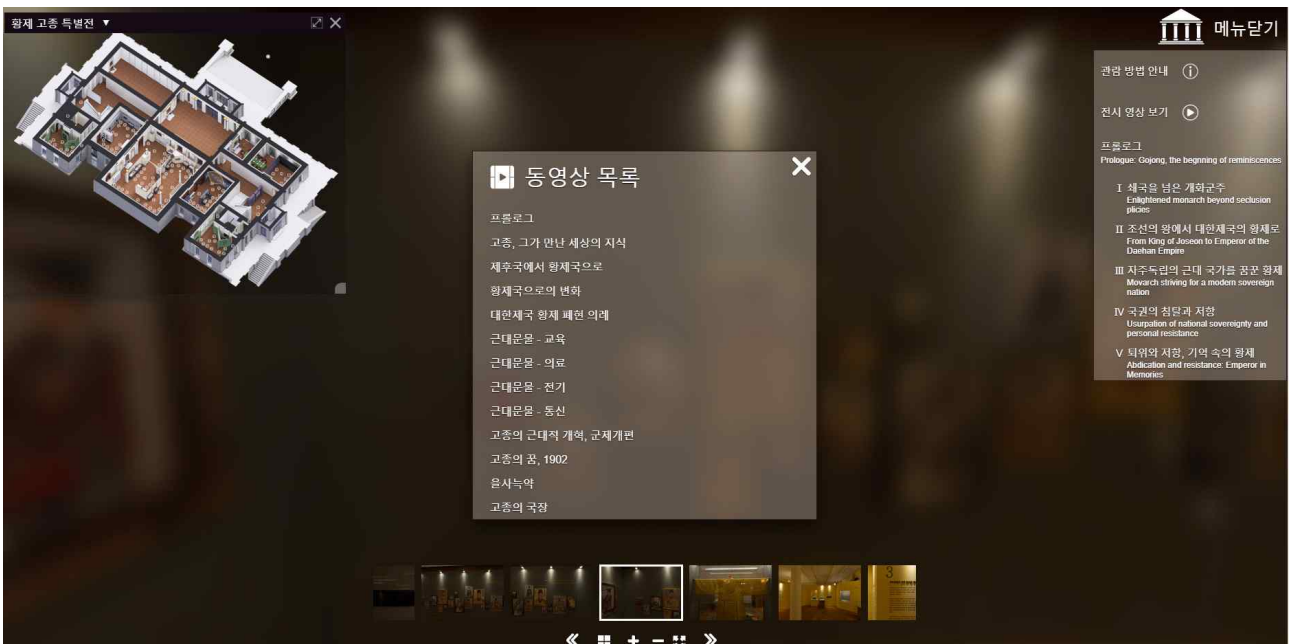 황제 고종 특별전 ▼
메뉴닫기
관람 방법 안내
전시 영상 보기
프롤로그
Prologue: Gojong, the begnning of reminiscences
Ⅰ 쇄국을 넘은 개화군주
Enlightened monarch beyond seclusion
plicies
Ⅱ 조선의 왕에서 대한제국의 황제로
From King of Joseon to Emperor of the
Daehan Empire
Ⅲ 자주독립의 근대 국가를 꿈꾼 황제
Movarch striving for a modern sovereign
nation
Ⅳ 국권의 침탈과 저항
Usurpation of national sovereignty and
personal resistance
Ⅴ 퇴위와 저항, 기억 속의 황제
Abdication and resistance: Emperor in
Memories
동영상 목록
프롤로그
고종, 그가 만난 세상의 지식
제후국에서 황제국으로
황제국으로의 변화
대한제국 황제 폐현 의례
근대문물 - 교육
근대문물 - 의료
근대문물 - 전기
근대문물 - 통신
고종의 근대적 개혁, 군제개편
고종의 꿈, 1902
을사늑약
고종의 국장
3